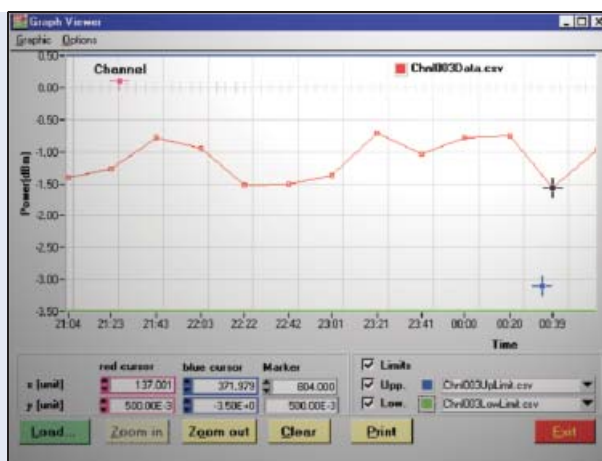 Graph Viewer
Graphic Options
0.50
Channel
Chnl003Data.csv
0.00
-0.50
-1.00
-1.50
-2.00
-2.50
-3.00
-3.50
Power[dBm]
21:04 21:23 21:43 22:03 22:22 22:42 23:01 23:21 23:41 00:00 00:20 00:39
Time
red cursor blue cursor Marker
x [unit] 137.001 371.979 804.000
y [unit] 500.00E-3 -3.50E+0 500.00E-3
Limits
Upp. Chnl003UpLimit.csv
Low. Chnl003LowLimit.csv
Load... Zoom in Zoom out Clear Print Exit